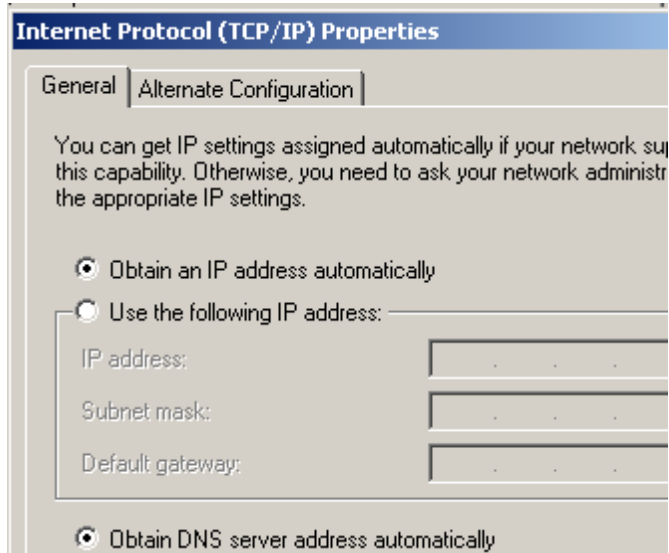 Internet Protocol (TCP/IP) Properties
General
Alternate Configuration
You can get IP settings assigned automatically if your network
this capability. Otherwise, you need to ask your network
the appropriate IP settings.
Obtain an IP address automatically
Use the following IP address:
IP address:
Subnet mask:
Default gateway:
Obtain DNS server address automatically